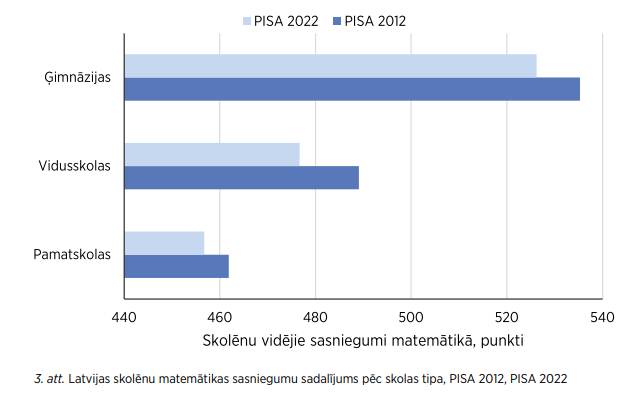 PISA 2022 PISA 2012
Ģimnāzijas
Vidusskolas
Pamatskolas
440 460 480 500 520 540
Skolēnu vidējie sasniegumi matemātikā, punkti
3. att. Latvijas skolēnu matemātikas sasniegumu sadalījums pēc skolas tipa, PISA 2012, PISA 2022